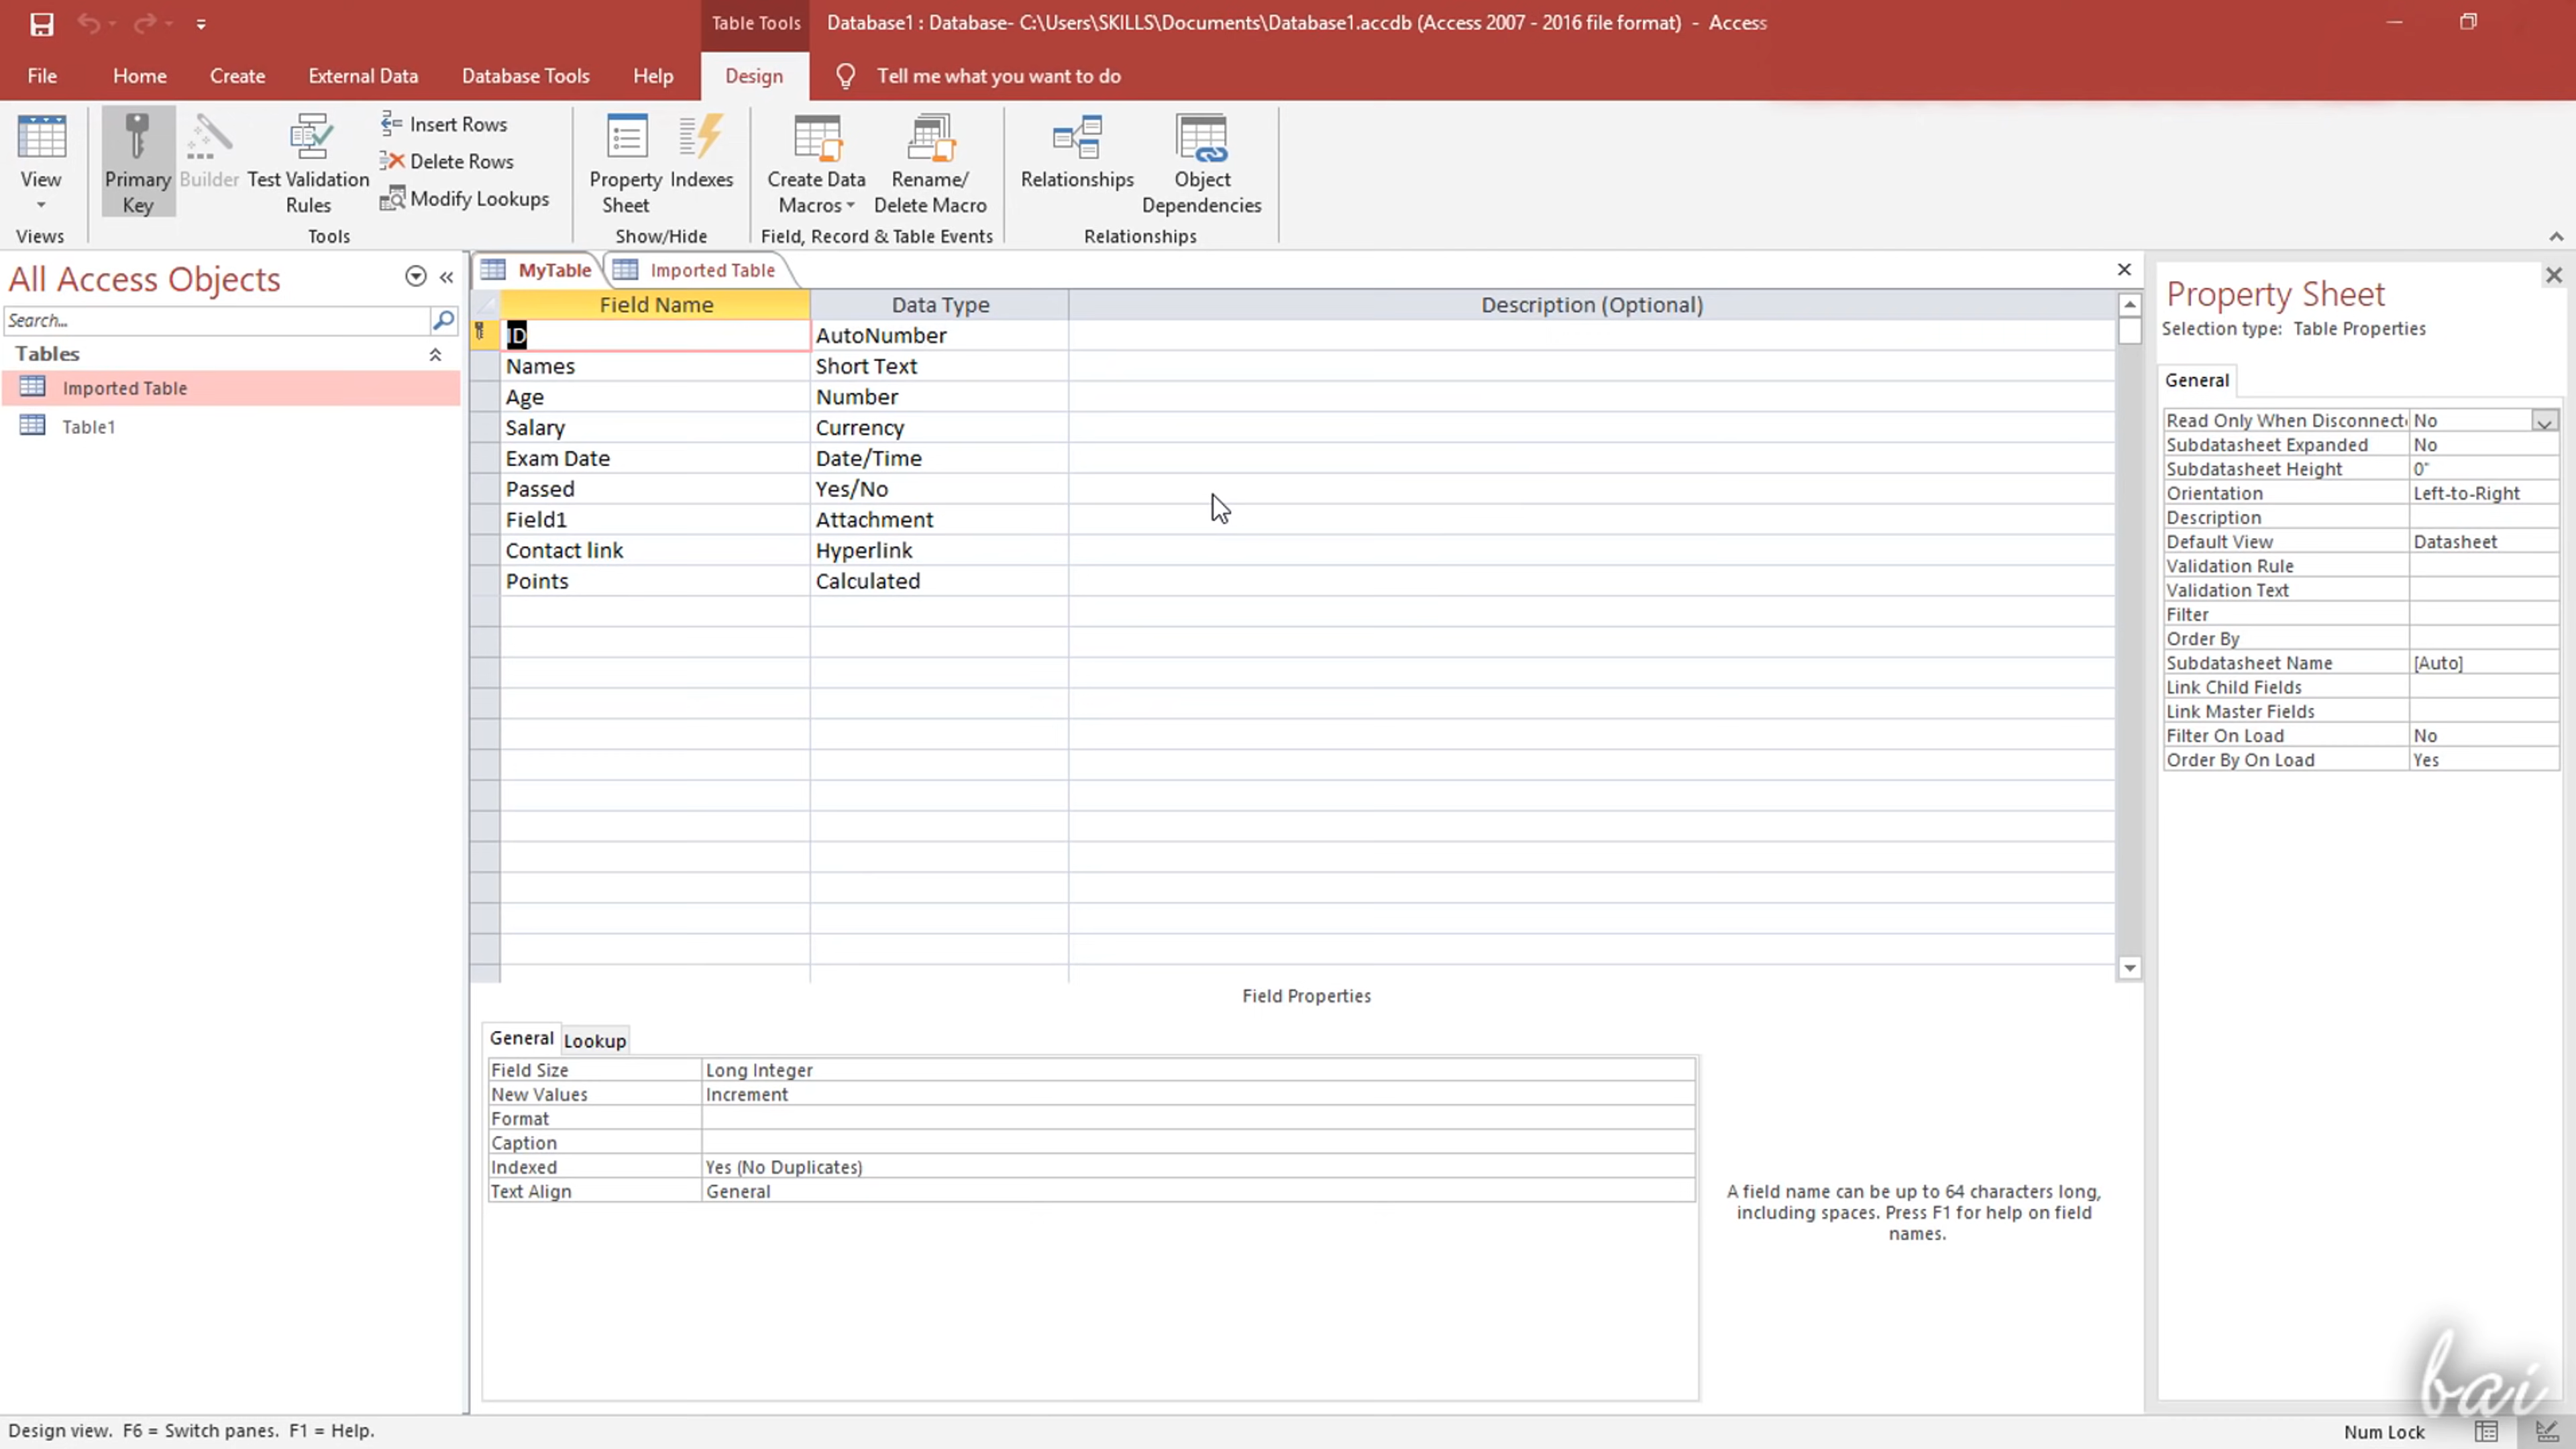 Table Tools
Database1 : Database- C:\Users\SKILLS\Documents\Database1.accdb (Access 2007 - 2016 file format) - Access
File Home Create External Data Database Tools Help Design Tell me what you want to do
View
Primary Key
Builder
Test Validation Rules
Insert Rows
Delete Rows
Modify Lookups
Property Sheet
Indexes
Create Data Macros
Rename/ Delete Macro
Relationships
Object Dependencies
Views Tools Show/Hide Field, Record & Table Events Relationships
All Access Objects
Search...
Tables
Imported Table
Table1
MyTable Imported Table
Field Name Data Type Description (Optional)
ID AutoNumber
Names Short Text
Age Number
Salary Currency
Exam Date Date/Time
Passed Yes/No
Field1 Attachment
Contact link Hyperlink
Points Calculated
Field Properties
General Lookup
Field Size Long Integer
New Values Increment
Format
Caption
Indexed Yes (No Duplicates)
Text Align General
A field name can be up to 64 characters long,
including spaces. Press F1 for help on field
names.
Property Sheet
Selection type: Table Properties
General
Read Only When Disconnect No
Subdatasheet Expanded No
Subdatasheet Height 0"
Orientation Left-to-Right
Description
Default View Datasheet
Validation Rule
Validation Text
Filter
Order By
Subdatasheet Name [Auto]
Link Child Fields
Link Master Fields
Filter On Load No
Order By On Load Yes
bai
Design view. F6 = Switch panes. F1 = Help.
Num Lock